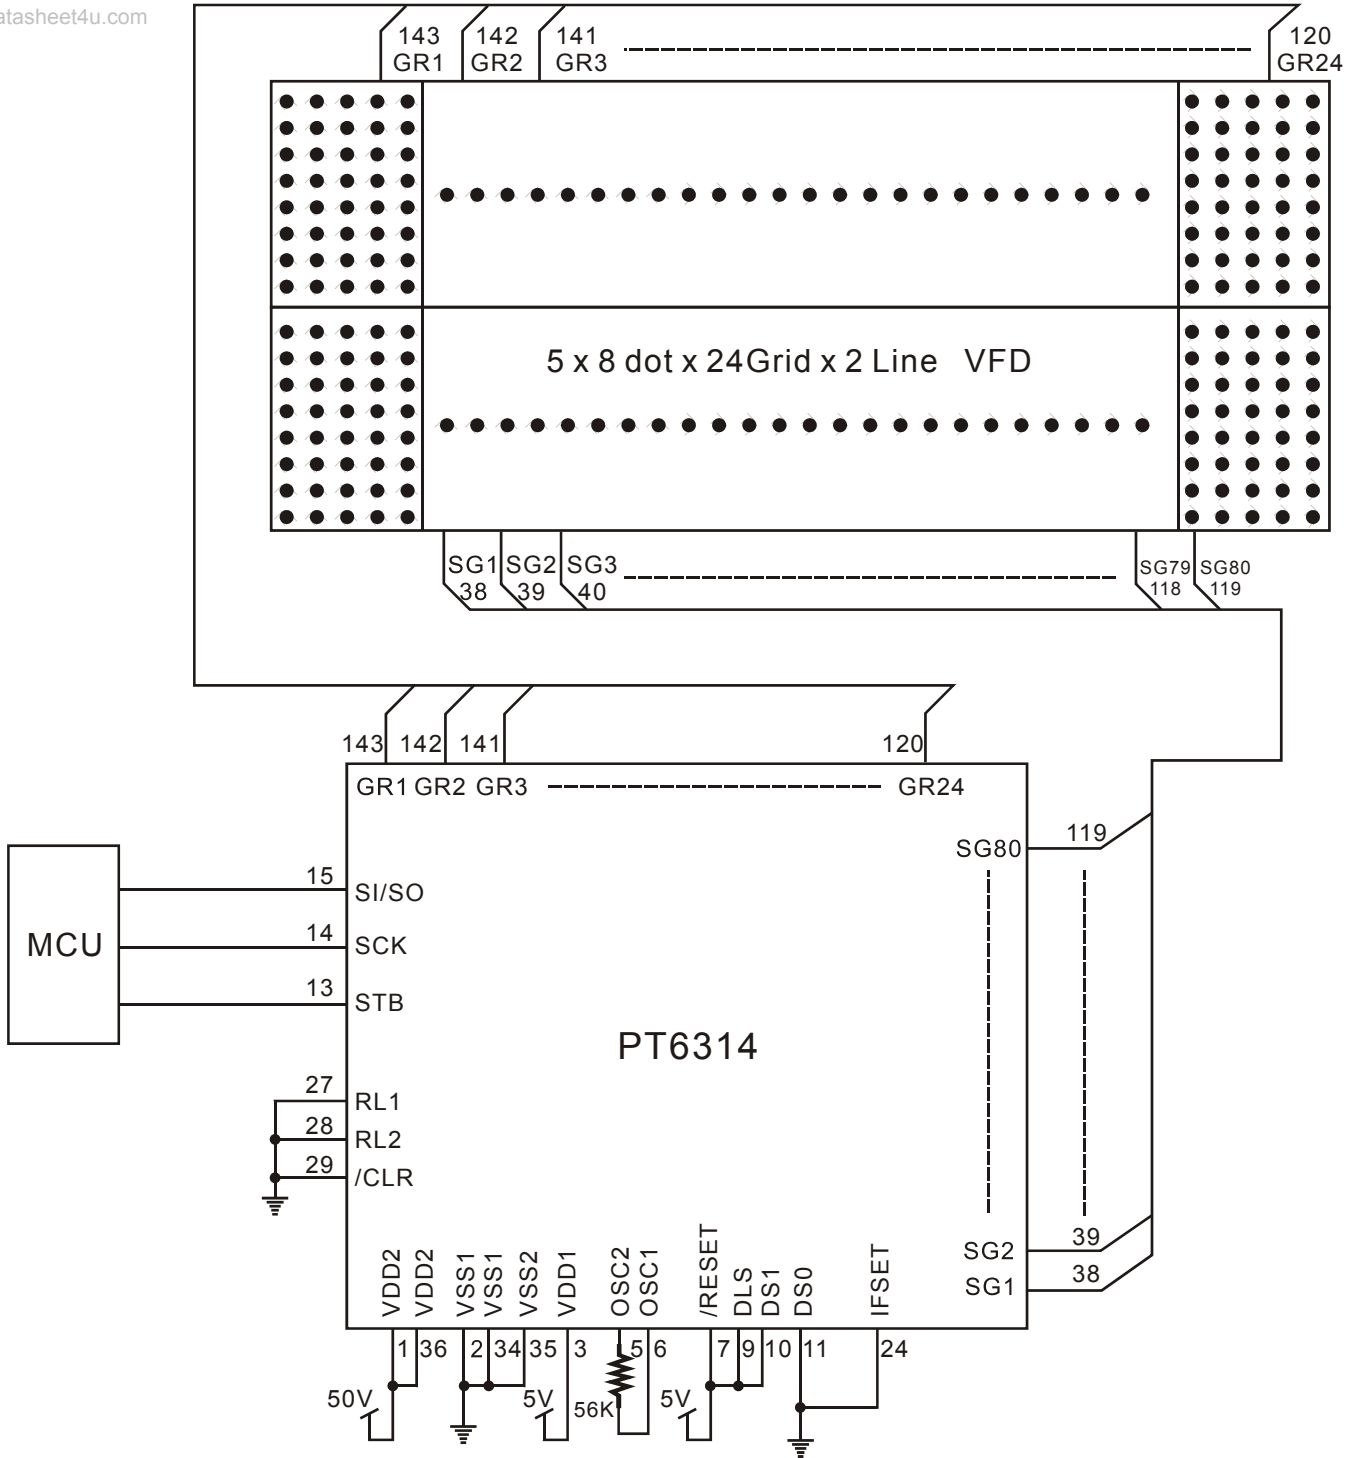 atasheet4u.com
143 142 141 120
GR1 GR2 GR3 GR24
5 x 8 dot x 24Grid x 2 Line VFD
SG1 SG2 SG3 SG79 SG80
38 39 40 118 119
143 142 141 120
GR1 GR2 GR3 GR24
119
SG80
15
SI/SO
MCU
14
SCK
13
STB
PT6314
27
RL1
28
RL2
29
/CLR
39
SG2
38
SG1
VDD2 VDD2 VSS1 VSS1 VSS2 VDD1 OSC2 OSC1 /RESET DLS DS1 DS0 IFSET
1 36 2 34 35 3 5 6 7 9 10 11 24
50V 5V 56K 5V